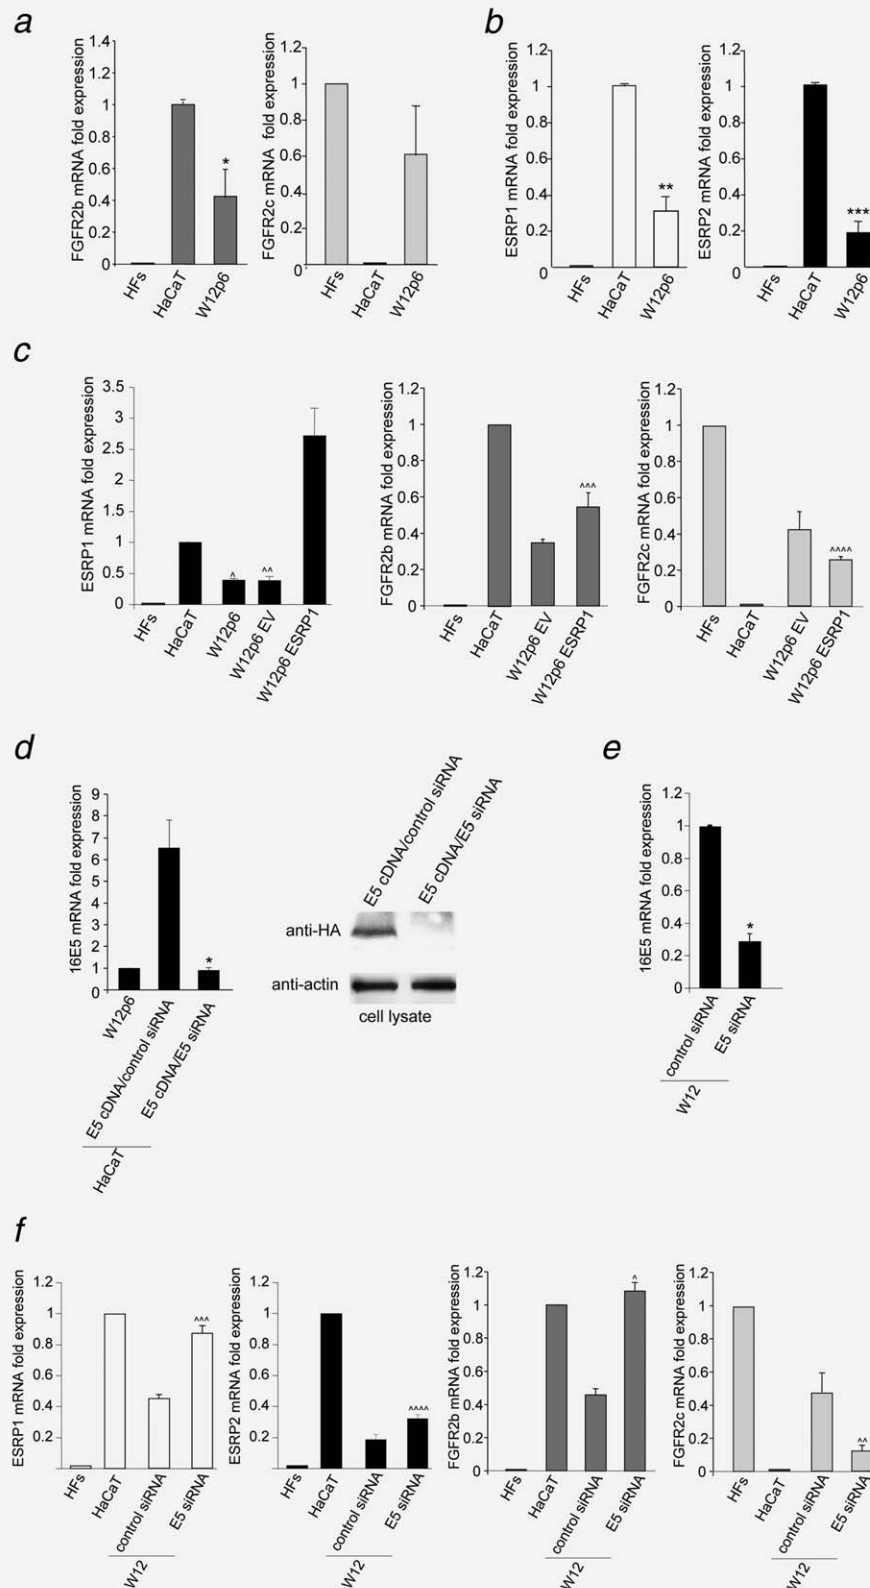 a
FGFR2b mRNA fold expression
1.4
1.2
1
0.8
0.6
0.4
0.2
0
*
HFs
HaCaT
W12p6
FGFR2c mRNA fold expression
1.2
1
0.8
0.6
0.4
0.2
0
HFs
HaCaT
W12p6
b
ESRP1 mRNA fold expression
1.2
1
0.8
0.6
0.4
0.2
0
**
HFs
HaCaT
W12p6
ESRP2 mRNA fold expression
1.2
1
0.8
0.6
0.4
0.2
0
***
HFs
HaCaT
W12p6
c
ESRP1 mRNA fold expression
3.5
3
2.5
2
1.5
1
0.5
0
^
^^
HFs
HaCaT
W12p6
W12p6 EV
W12p6 ESRP1
FGFR2b mRNA fold expression
1.2
1
0.8
0.6
0.4
0.2
0
^^^
HFs
HaCaT
W12p6 EV
W12p6 ESRP1
FGFR2c mRNA fold expression
1.2
1
0.8
0.6
0.4
0.2
0
^^^^
HFs
HaCaT
W12p6 EV
W12p6 ESRP1
d
16E5 mRNA fold expression
9
8
7
6
5
4
3
2
1
0
*
W12p6
E5 cDNA/control siRNA
E5 cDNA/E5 siRNA
HaCaT
E5 cDNA/control siRNA
E5 cDNA/E5 siRNA
anti-HA
anti-actin
cell lysate
e
16E5 mRNA fold expression
1.2
1
0.8
0.6
0.4
0.2
0
*
control siRNA
E5 siRNA
W12
f
ESRP1 mRNA fold expression
1.2
1
0.8
0.6
0.4
0.2
^^^
HFs
HaCaT
control siRNA
E5 siRNA
W12
ESRP2 mRNA fold expression
1.2
1
0.8
0.6
0.4
0.2
^^^^
HFs
HaCaT
control siRNA
E5 siRNA
W12
FGFR2b mRNA fold expression
1.2
1
0.8
0.6
0.4
0.2
0
^
HFs
HaCaT
control siRNA
E5 siRNA
W12
FGFR2c mRNA fold expression
1.2
1
0.8
0.6
0.4
0.2
0
^^
HFs
HaCaT
control siRNA
E5 siRNA
W12